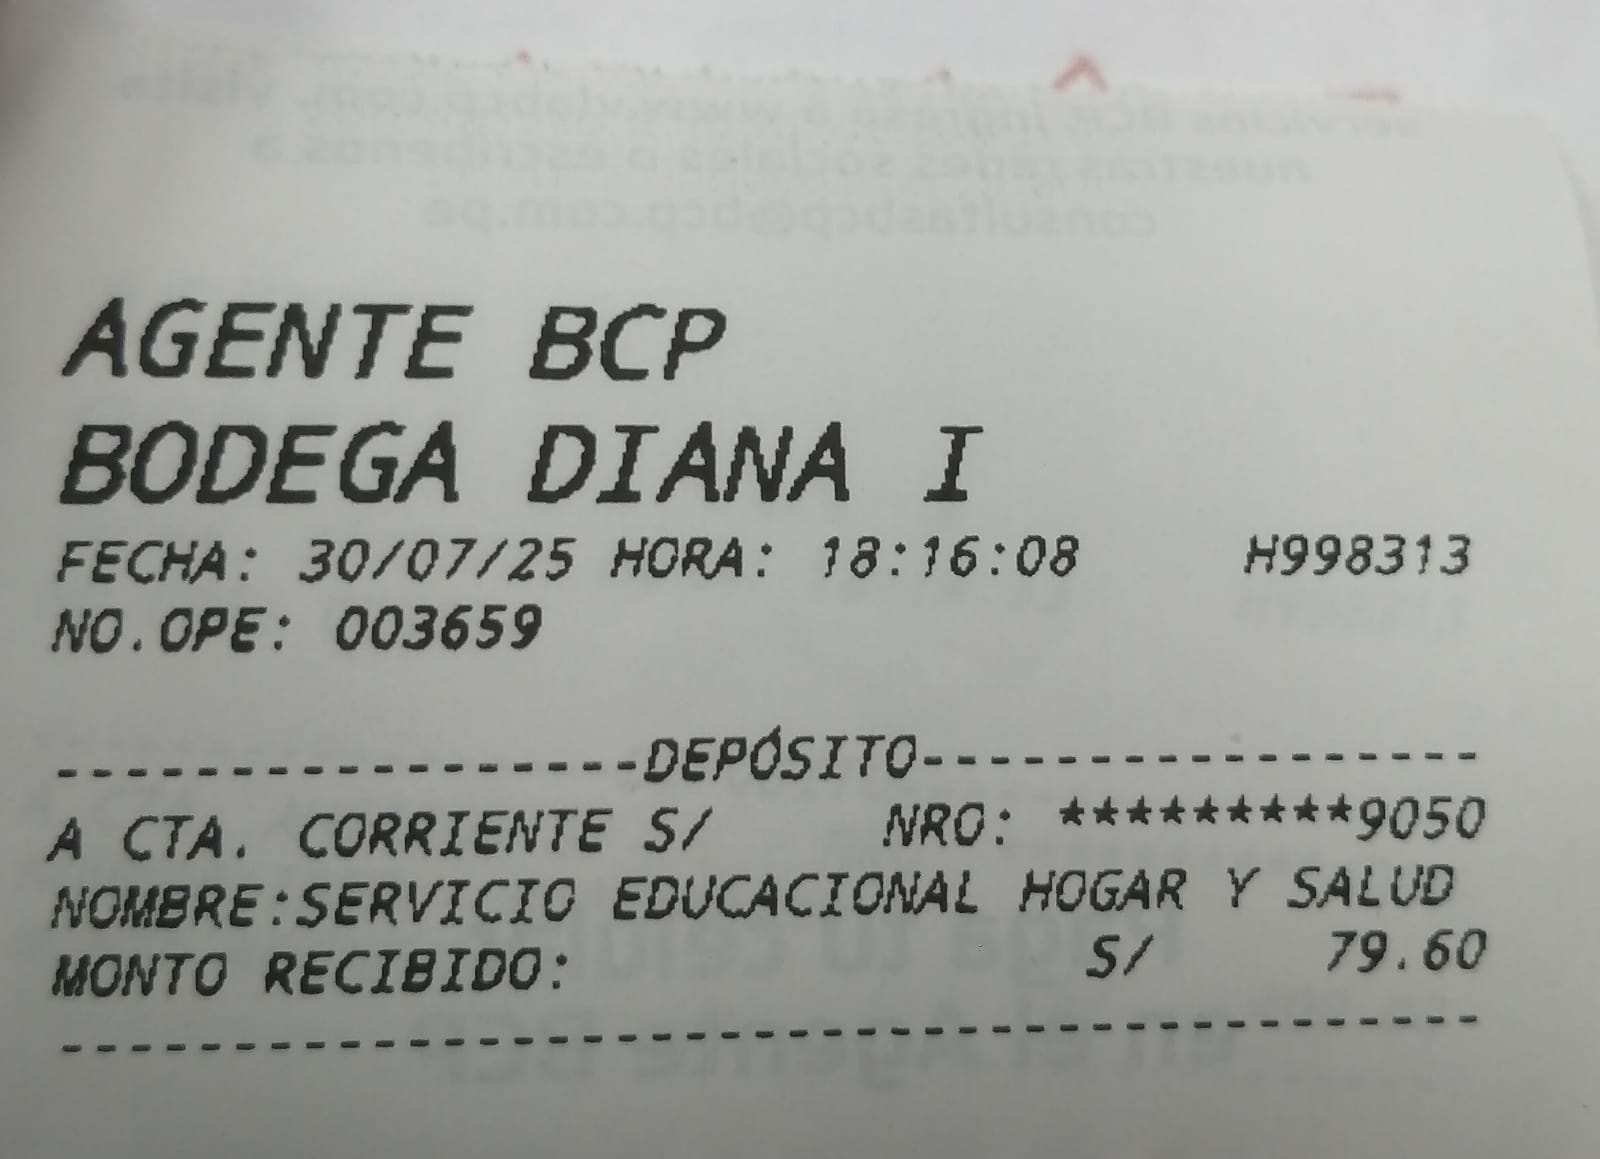 AGENTE BCP
BODEGA DIANA I
FECHA: 30/07/25 HORA: 18:16:08 H998313
NO.OPE: 003659
------------------DEPÓSITO-----------------
A CTA. CORRIENTE S/ NRO: *********9050
NOMBRE:SERVICIO EDUCACIONAL HOGAR Y SALUD
MONTO RECIBIDO: S/ 79.60
------------------------------------------